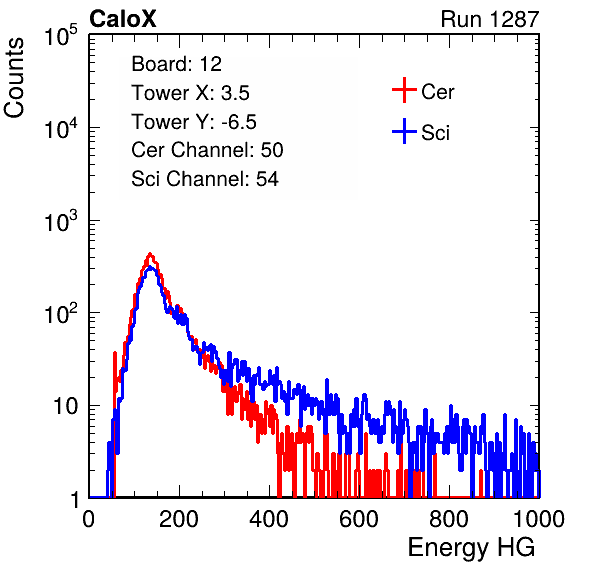 CaloX Run 1287
Counts
Board: 12
Tower X: 3.5
Tower Y: -6.5
Cer Channel: 50
Sci Channel: 54
Cer
Sci
10^5
10^4
10^3
10^2
10
1
0 200 400 600 800 1000
Energy HG